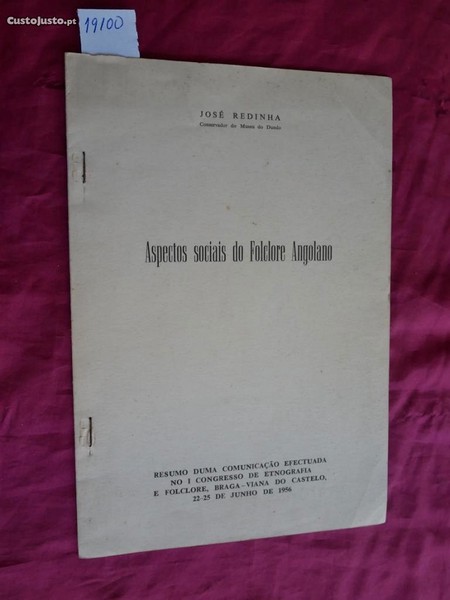 CustoJusto.pt
19100
JOSÉ REDINHA
Conservador do Museu do Dundo
Aspectos sociais do Folclore Angolano
RESUMO DUMA COMUNICAÇÃO EFECTUADA
NO I CONGRESSO DE ETNOGRAFIA
E FOLCLORE, BRAGA-VIANA DO CASTELO,
22-25 DE JUNHO DE 1956